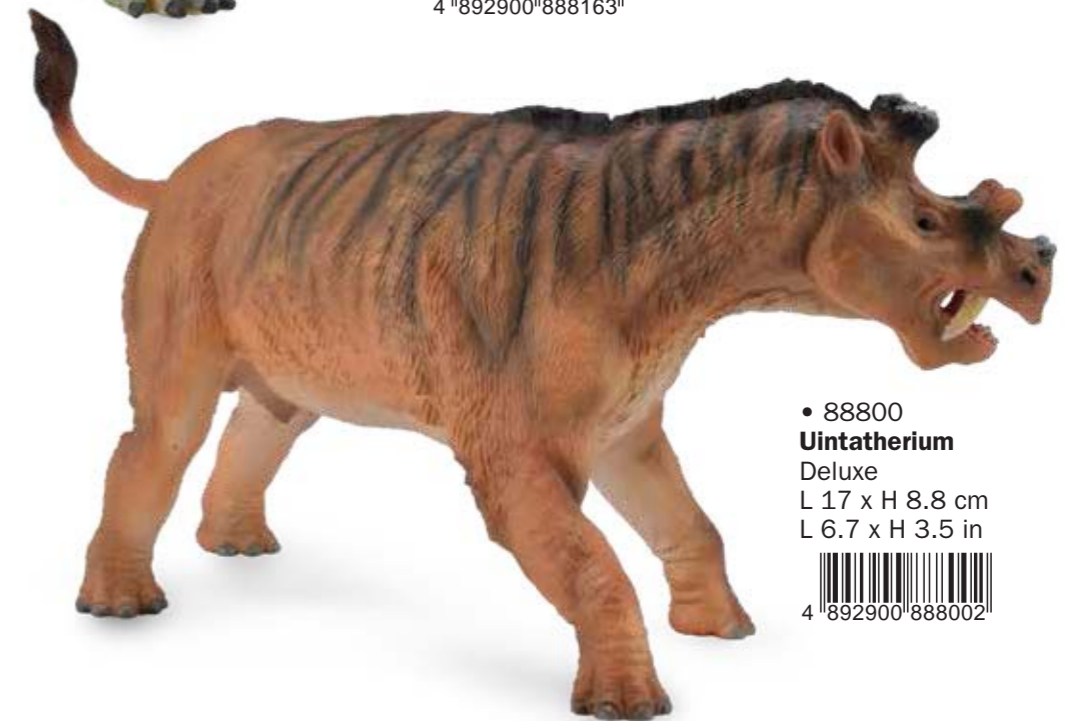 4 "892900"888163"
• 88800
Uintatherium
Deluxe
L 17 x H 8.8 cm
L 6.7 x H 3.5 in
4 "892900"888002"